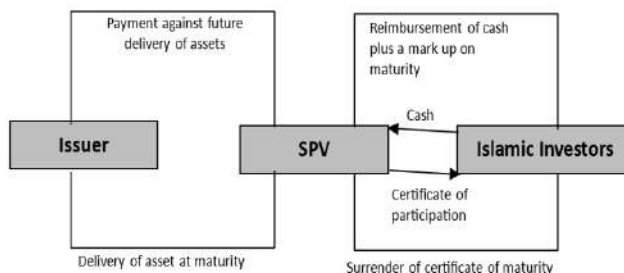 Payment against future
delivery of assets
Reimbursement of cash
plus a mark up on
maturity
Cash
Issuer
SPV
Islamic Investors
Certificate of
participation
Delivery of asset at maturity
Surrender of certificate of maturity